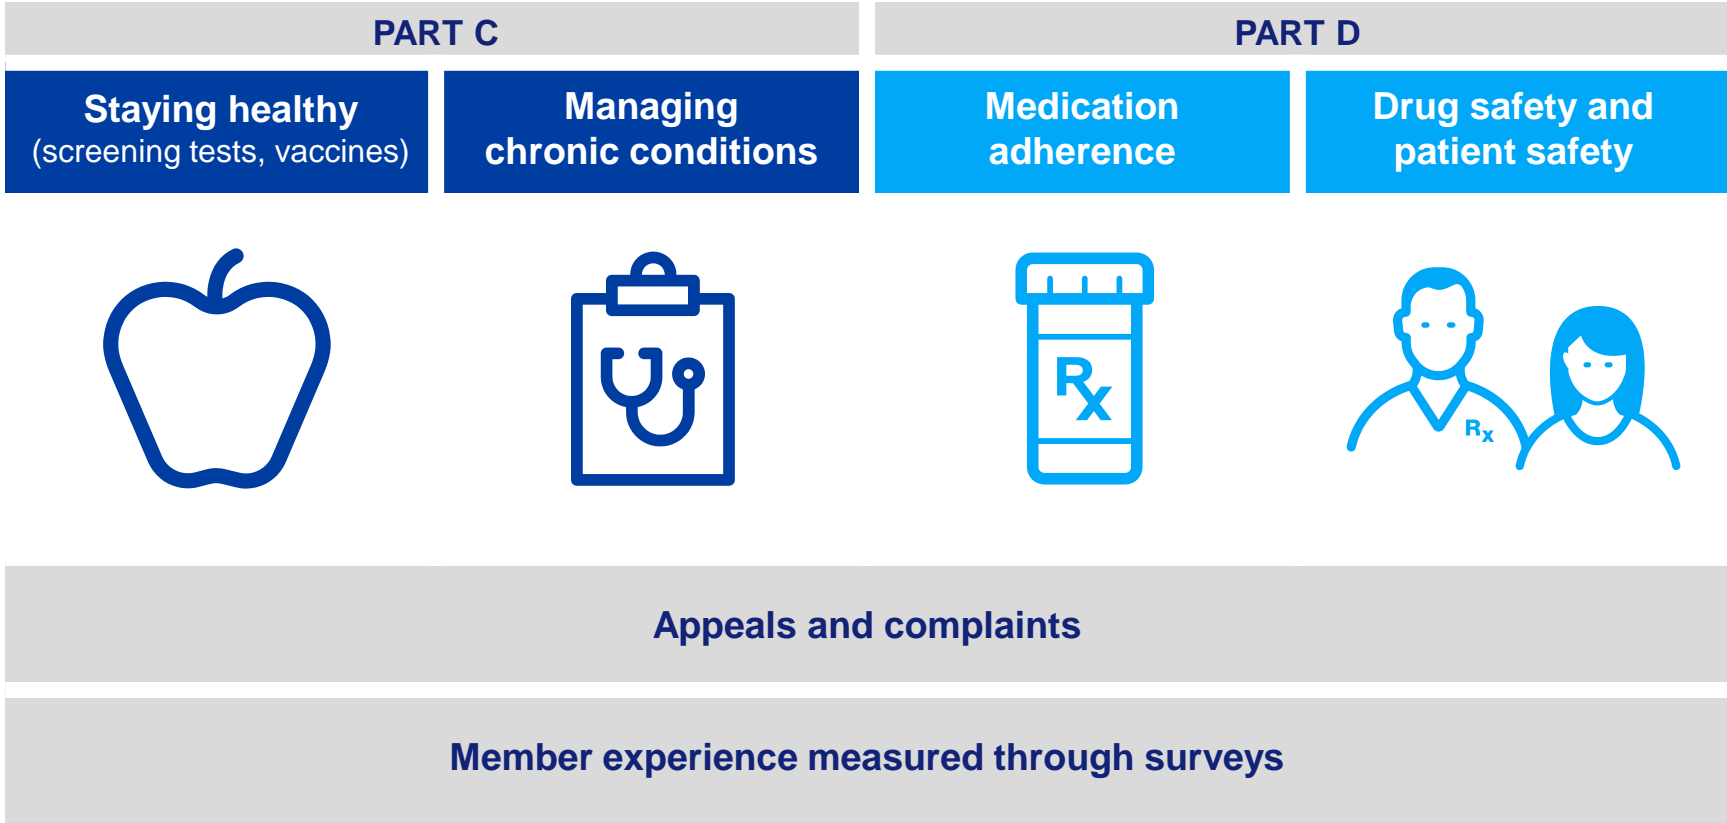 PART C
PART D
Staying healthy
(screening tests, vaccines)
Managing
chronic conditions
Medication
adherence
Drug safety and
patient safety
Rx
Rx
Appeals and complaints
Member experience measured through surveys